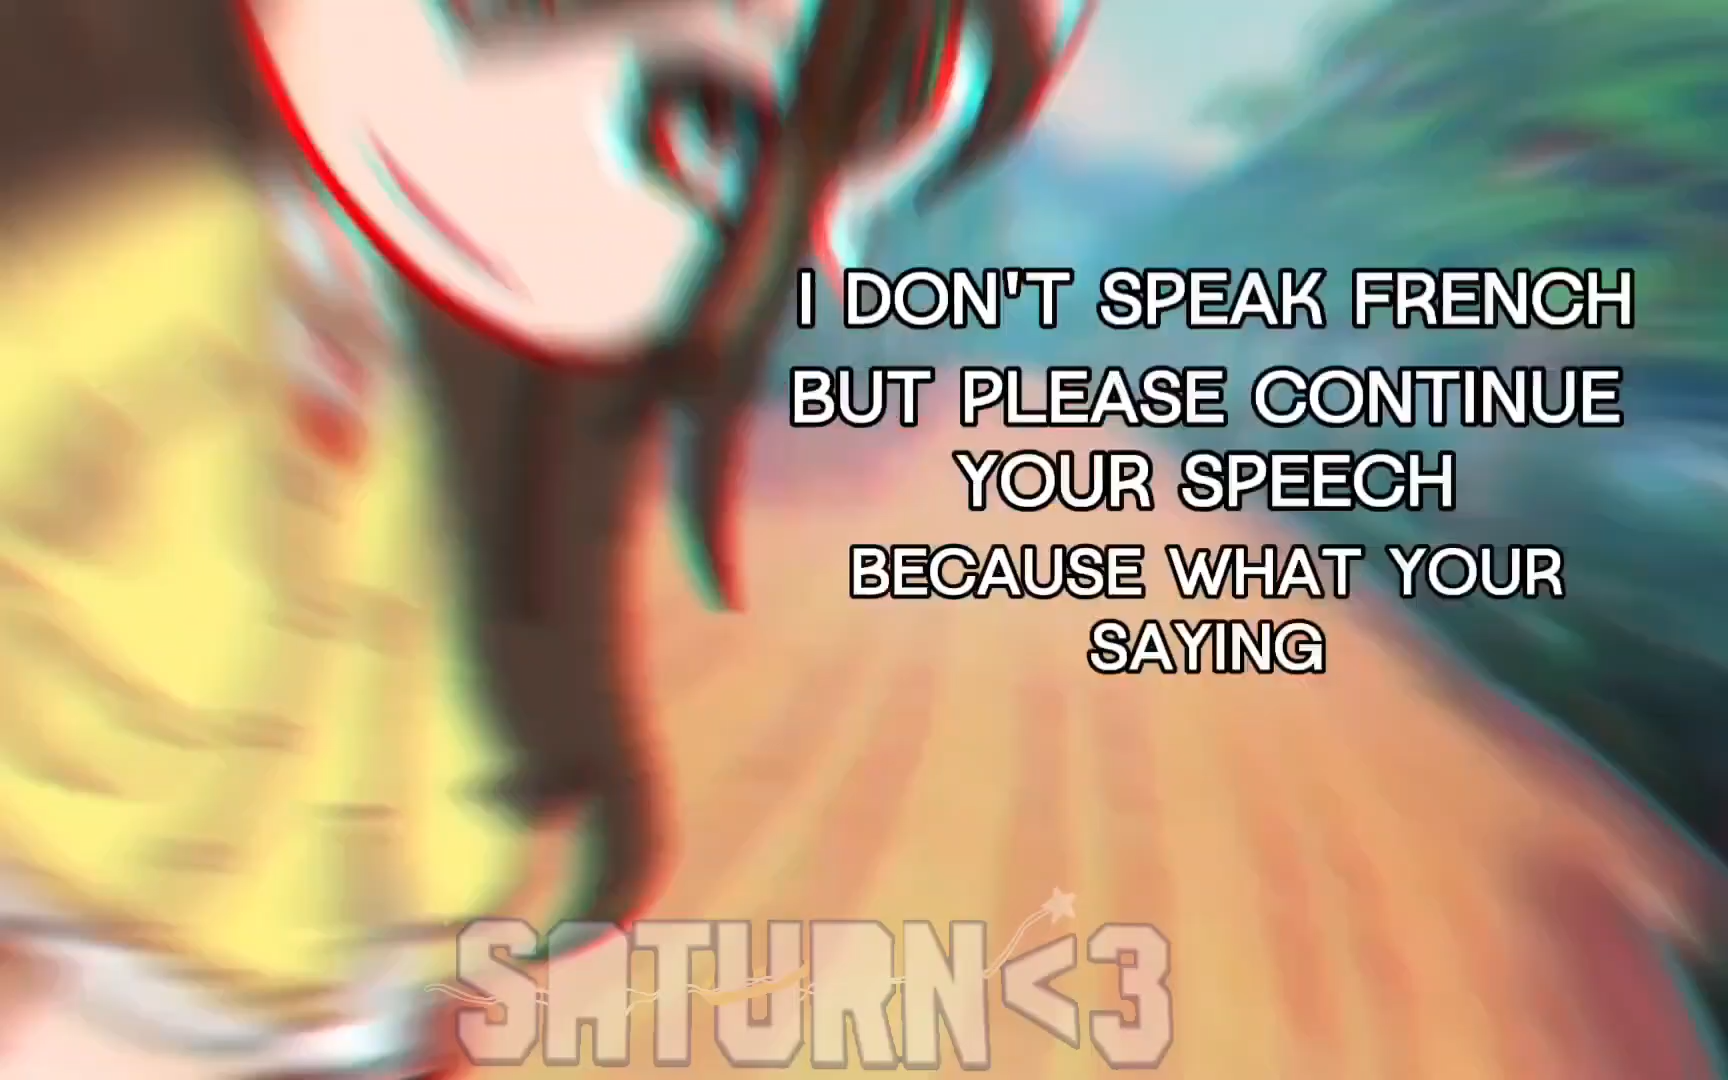 I DON'T SPEAK FRENCH
BUT PLEASE CONTINUE
YOUR SPEECH
BECAUSE WHAT YOUR
SAYING
SATURN<3